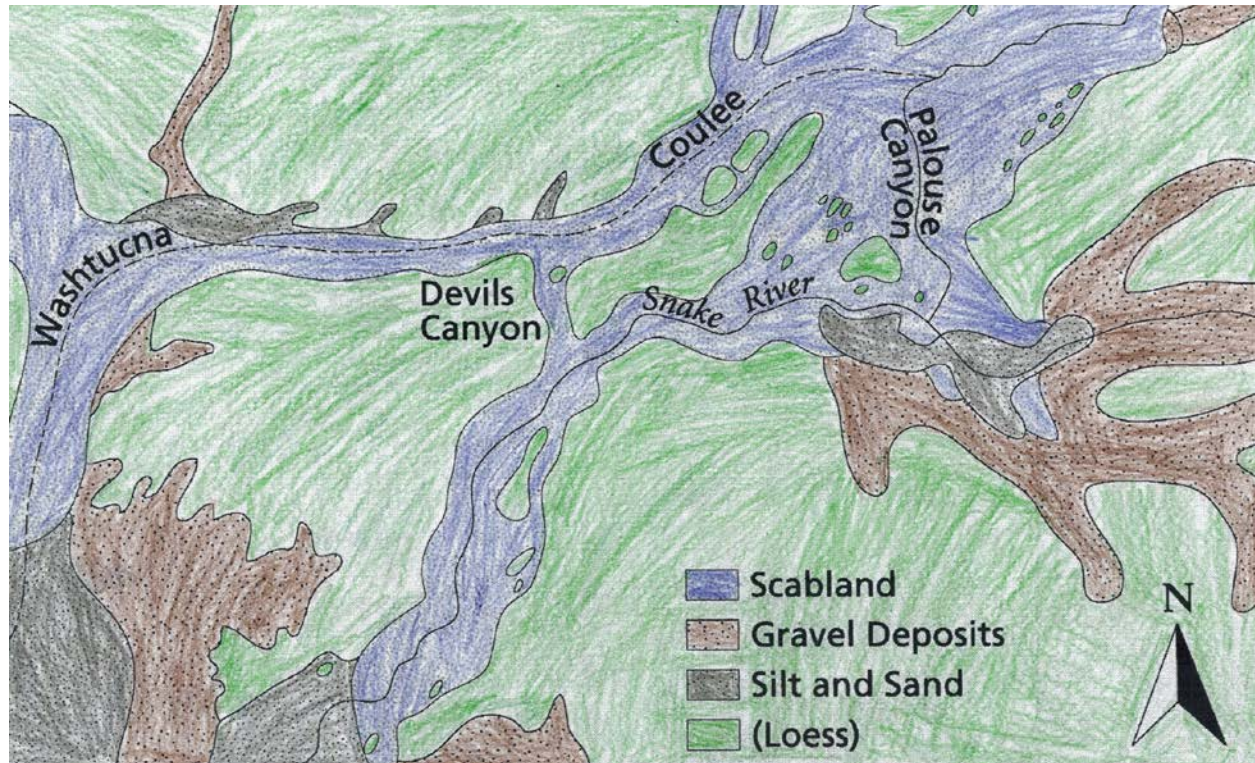 Coulee
Palouse
Canyon
Washtucna
Devils
Canyon
Snake River
Scabland
Gravel Deposits
Silt and Sand
(Loess)
N